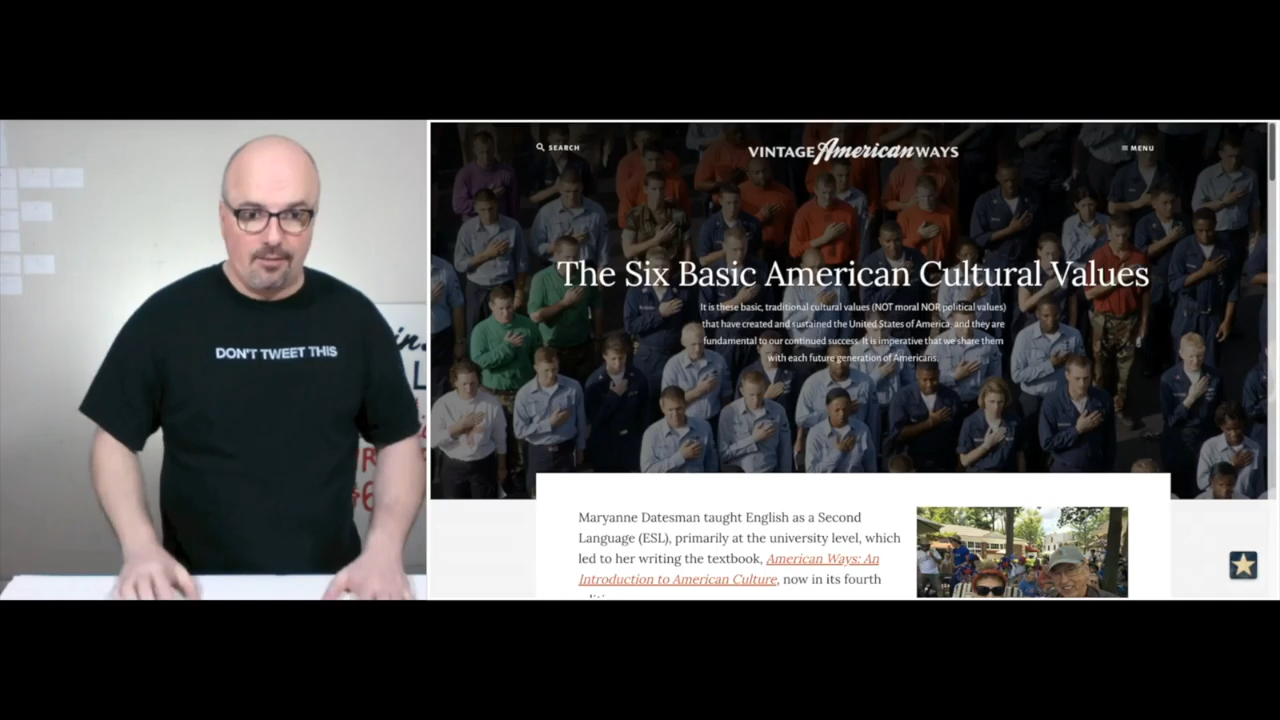 DON'T TWEET THIS
SEARCH
VINTAGE American WAYS
MENU
The Six Basic American Cultural Values
It is these basic, traditional cultural values (NOT moral NOR political values)
that have created and sustained the United States of America, and they are
fundamental to our continued success. It is imperative that we share them
with each future generation of Americans.
Maryanne Datesman taught English as a Second
Language (ESL), primarily at the university level, which
led to her writing the textbook, American Ways: An
Introduction to American Culture, now in its fourth